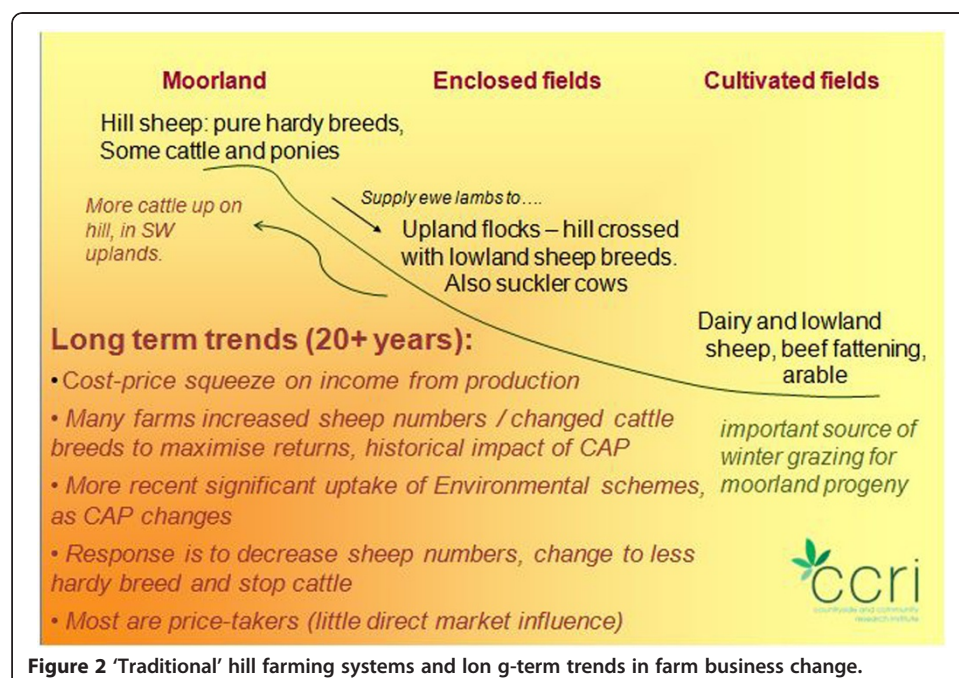 Moorland
Enclosed fields
Cultivated fields
Hill sheep: pure hardy breeds,
Some cattle and ponies
More cattle up on
hill, in SW
uplands.
Supply ewe lambs to....
Upland flocks – hill crossed
with lowland sheep breeds.
Also suckler cows
Dairy and lowland
sheep, beef fattening,
arable
important source of
winter grazing for
moorland progeny
Long term trends (20+ years):
• Cost-price squeeze on income from production
• Many farms increased sheep numbers / changed cattle
breeds to maximise returns, historical impact of CAP
• More recent significant uptake of Environmental schemes,
as CAP changes
• Response is to decrease sheep numbers, change to less
hardy breed and stop cattle
• Most are price-takers (little direct market influence)
ccri
countryside and community
research institute
Figure 2 ‘Traditional’ hill farming systems and lon g-term trends in farm business change.